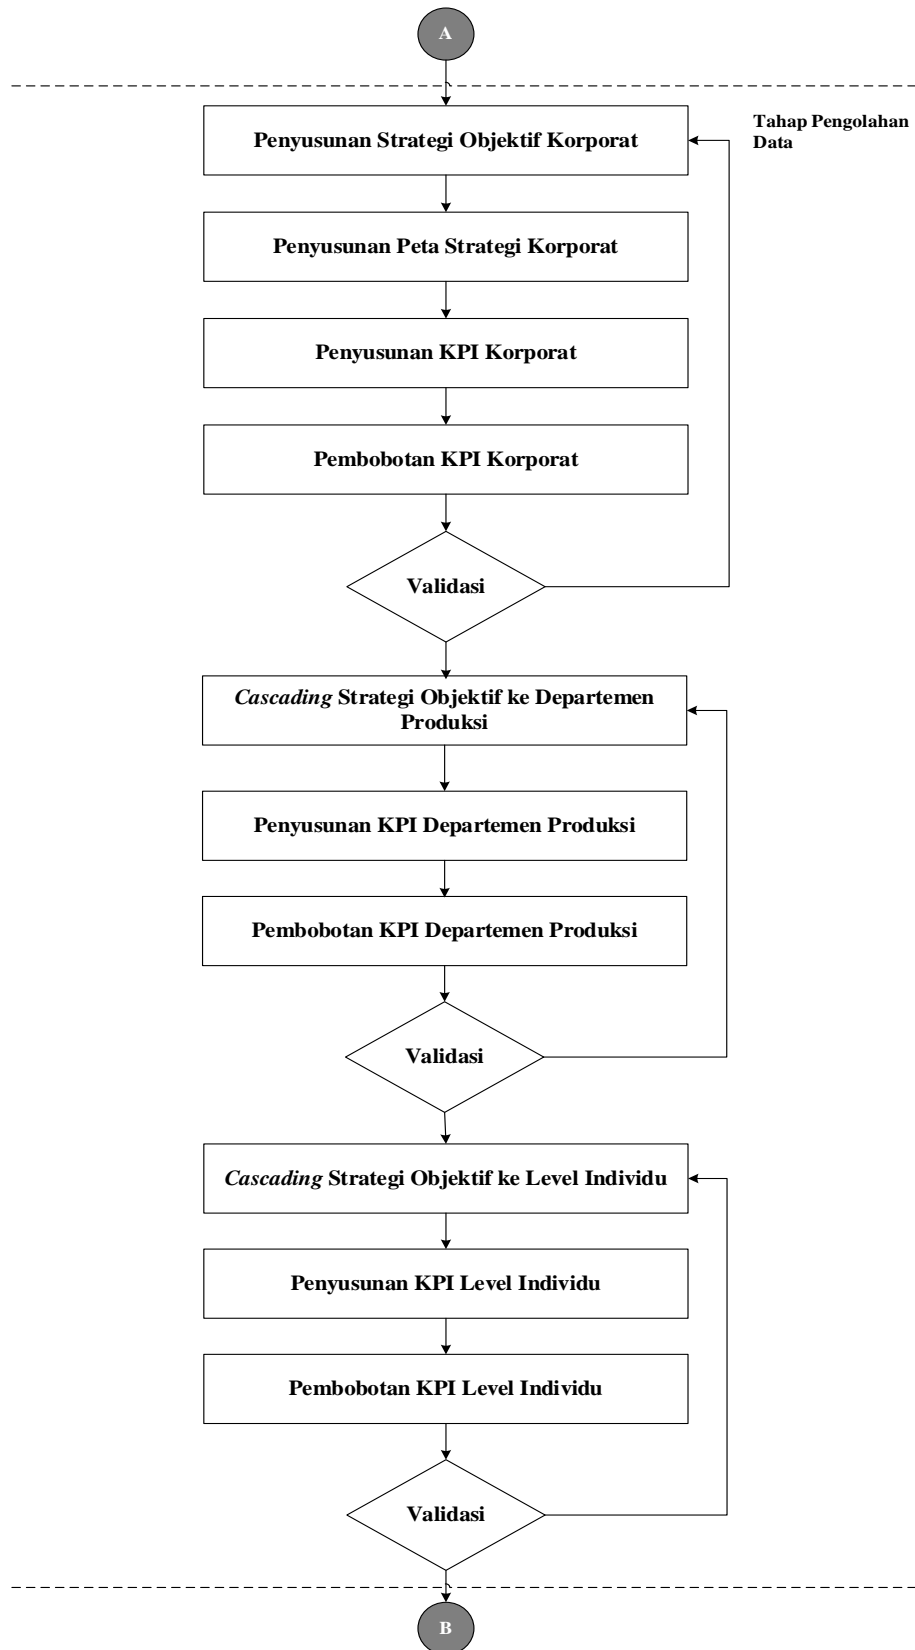 A
Tahap Pengolahan
Data
Penyusunan Strategi Objektif Korporat
Penyusunan Peta Strategi Korporat
Penyusunan KPI Korporat
Pembobotan KPI Korporat
Validasi
Cascading Strategi Objektif ke Departemen
Produksi
Penyusunan KPI Departemen Produksi
Pembobotan KPI Departemen Produksi
Validasi
Cascading Strategi Objektif ke Level Individu
Penyusunan KPI Level Individu
Pembobotan KPI Level Individu
Validasi
B